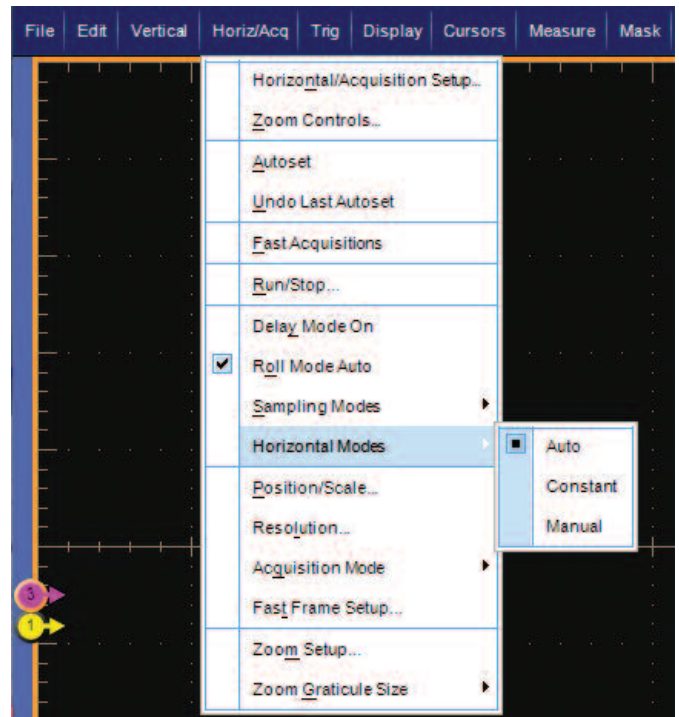 File Edit Vertical Horiz/Acq Trig Display Cursors Measure Mask
Horizontal/Acquisition Setup...
Zoom Controls...
Autoset
Undo Last Autoset
Fast Acquisitions
Run/Stop...
Delay Mode On
Roll Mode Auto
Sampling Modes
Horizontal Modes
Auto
Constant
Manual
Position/Scale...
Resolution...
Acquisition Mode
Fast Frame Setup...
Zoom Setup...
Zoom Graticule Size
3
1